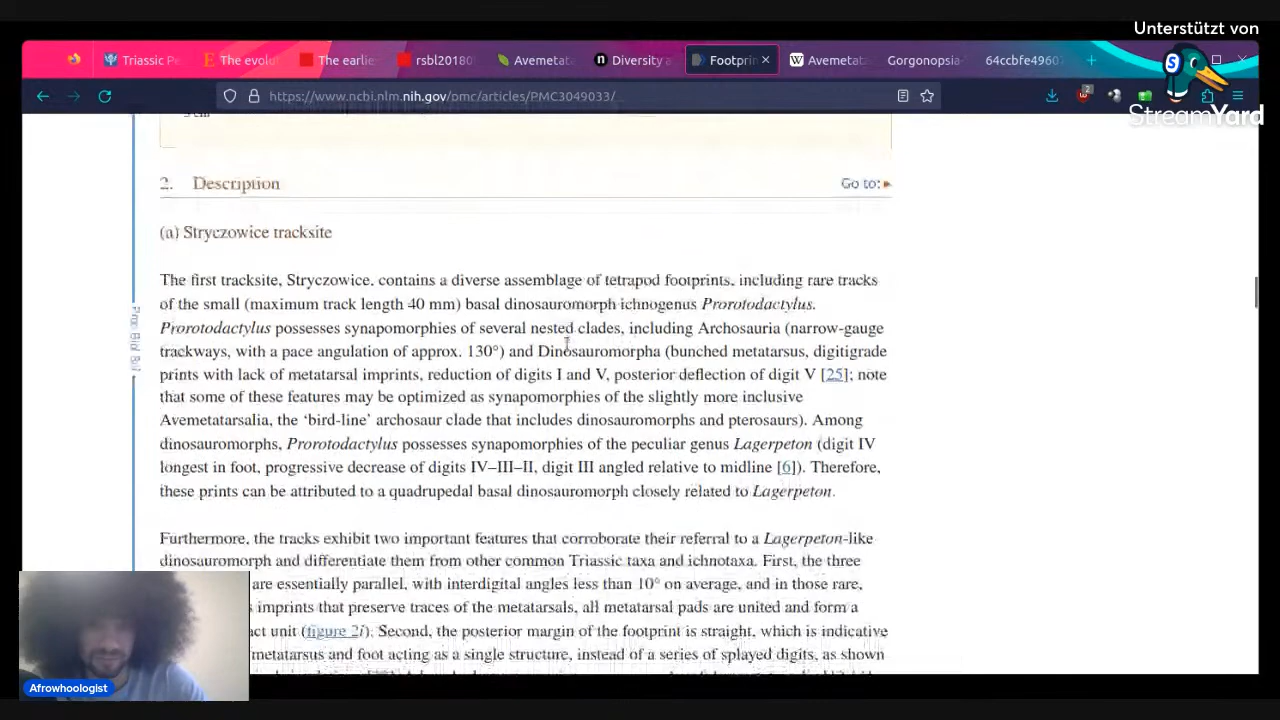 Unterstützt von
StreamYard
Triassic Pe
The evolu
The earlie
rsbl20180
Avemetat
Diversity a
Footprin
Avemetat
Gorgonopsia
64ccbfe4960
https://www.ncbi.nlm.nih.gov/pmc/articles/PMC3049033/
2
2. Description
Go to:
(a) Stryczowice tracksite
The first tracksite, Stryczowice, contains a diverse assemblage of tetrapod footprints, including rare tracks
of the small (maximum track length 40 mm) basal dinosauromorph ichnogenus Prorotodactylus.
Prorotodactylus possesses synapomorphies of several nested clades, including Archosauria (narrow-gauge
trackways, with a pace angulation of approx. 130°) and Dinosauromorpha (bunched metatarsus, digitigrade
prints with lack of metatarsal imprints, reduction of digits I and V, posterior deflection of digit V [25]; note
that some of these features may be optimized as synapomorphies of the slightly more inclusive
Avemetatarsalia, the ‘bird-line’ archosaur clade that includes dinosauromorphs and pterosaurs). Among
dinosauromorphs, Prorotodactylus possesses synapomorphies of the peculiar genus Lagerpeton (digit IV
longest in foot, progressive decrease of digits IV–III–II, digit III angled relative to midline [6]). Therefore,
these prints can be attributed to a quadrupedal basal dinosauromorph closely related to Lagerpeton.
Furthermore, the tracks exhibit two important features that corroborate their referral to a Lagerpeton-like
dinosauromorph and differentiate them from other common Triassic taxa and ichnotaxa. First, the three
are essentially parallel, with interdigital angles less than 10° on average, and in those rare,
imprints that preserve traces of the metatarsals, all metatarsal pads are united and form a
act unit (figure 2i). Second, the posterior margin of the footprint is straight, which is indicative
metatarsus and foot acting as a single structure, instead of a series of splayed digits, as shown
Afrowhoologist